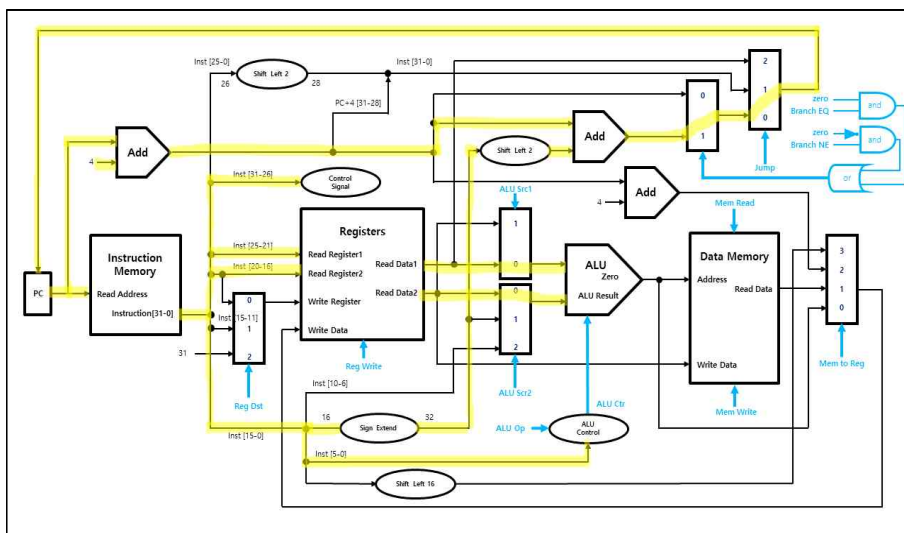 Inst [25-0]
26
Shift Left 2
28
Inst [31-0]
PC+4 [31-28]
2
1
0
Jump
0
1
zero
Branch EQ
and
zero
Branch NE
and
or
4
Add
Shift Left 2
Add
Inst [31-26]
Control
Signal
ALU Src1
1
0
4
Add
Mem Read
Registers
Inst [25-21]
Read Register1
Read Data1
Inst [20-16]
Read Register2
Read Data2
Write Register
Write Data
Reg Write
Instruction
Memory
PC
Read Address
Instruction[31-0]
Inst [15-11]
0
1
2
31
Reg Dst
0
1
2
ALU Scr2
ALU
Zero
ALU Result
Data Memory
Address
Read Data
Write Data
Mem Write
3
2
1
0
Mem to Reg
Inst [10-6]
ALU Ctr
16
Sign Extend
32
ALU Op
ALU
Control
Inst [15-0]
Inst [5-0]
Shift Left 16